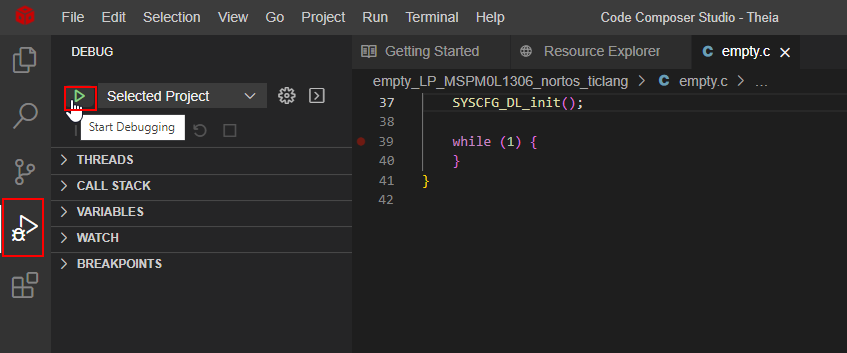 File Edit Selection View Go Project Run Terminal Help Code Composer Studio - Theia
DEBUG
Getting Started Resource Explorer C empty.c
Selected Project
empty_LP_MSPM0L1306_nortos_ticlang > C empty.c > ...
Start Debugging
37 SYSCFG_DL_init();
38
39 while (1) {
40 }
41 }
42
THREADS
CALL STACK
VARIABLES
WATCH
BREAKPOINTS